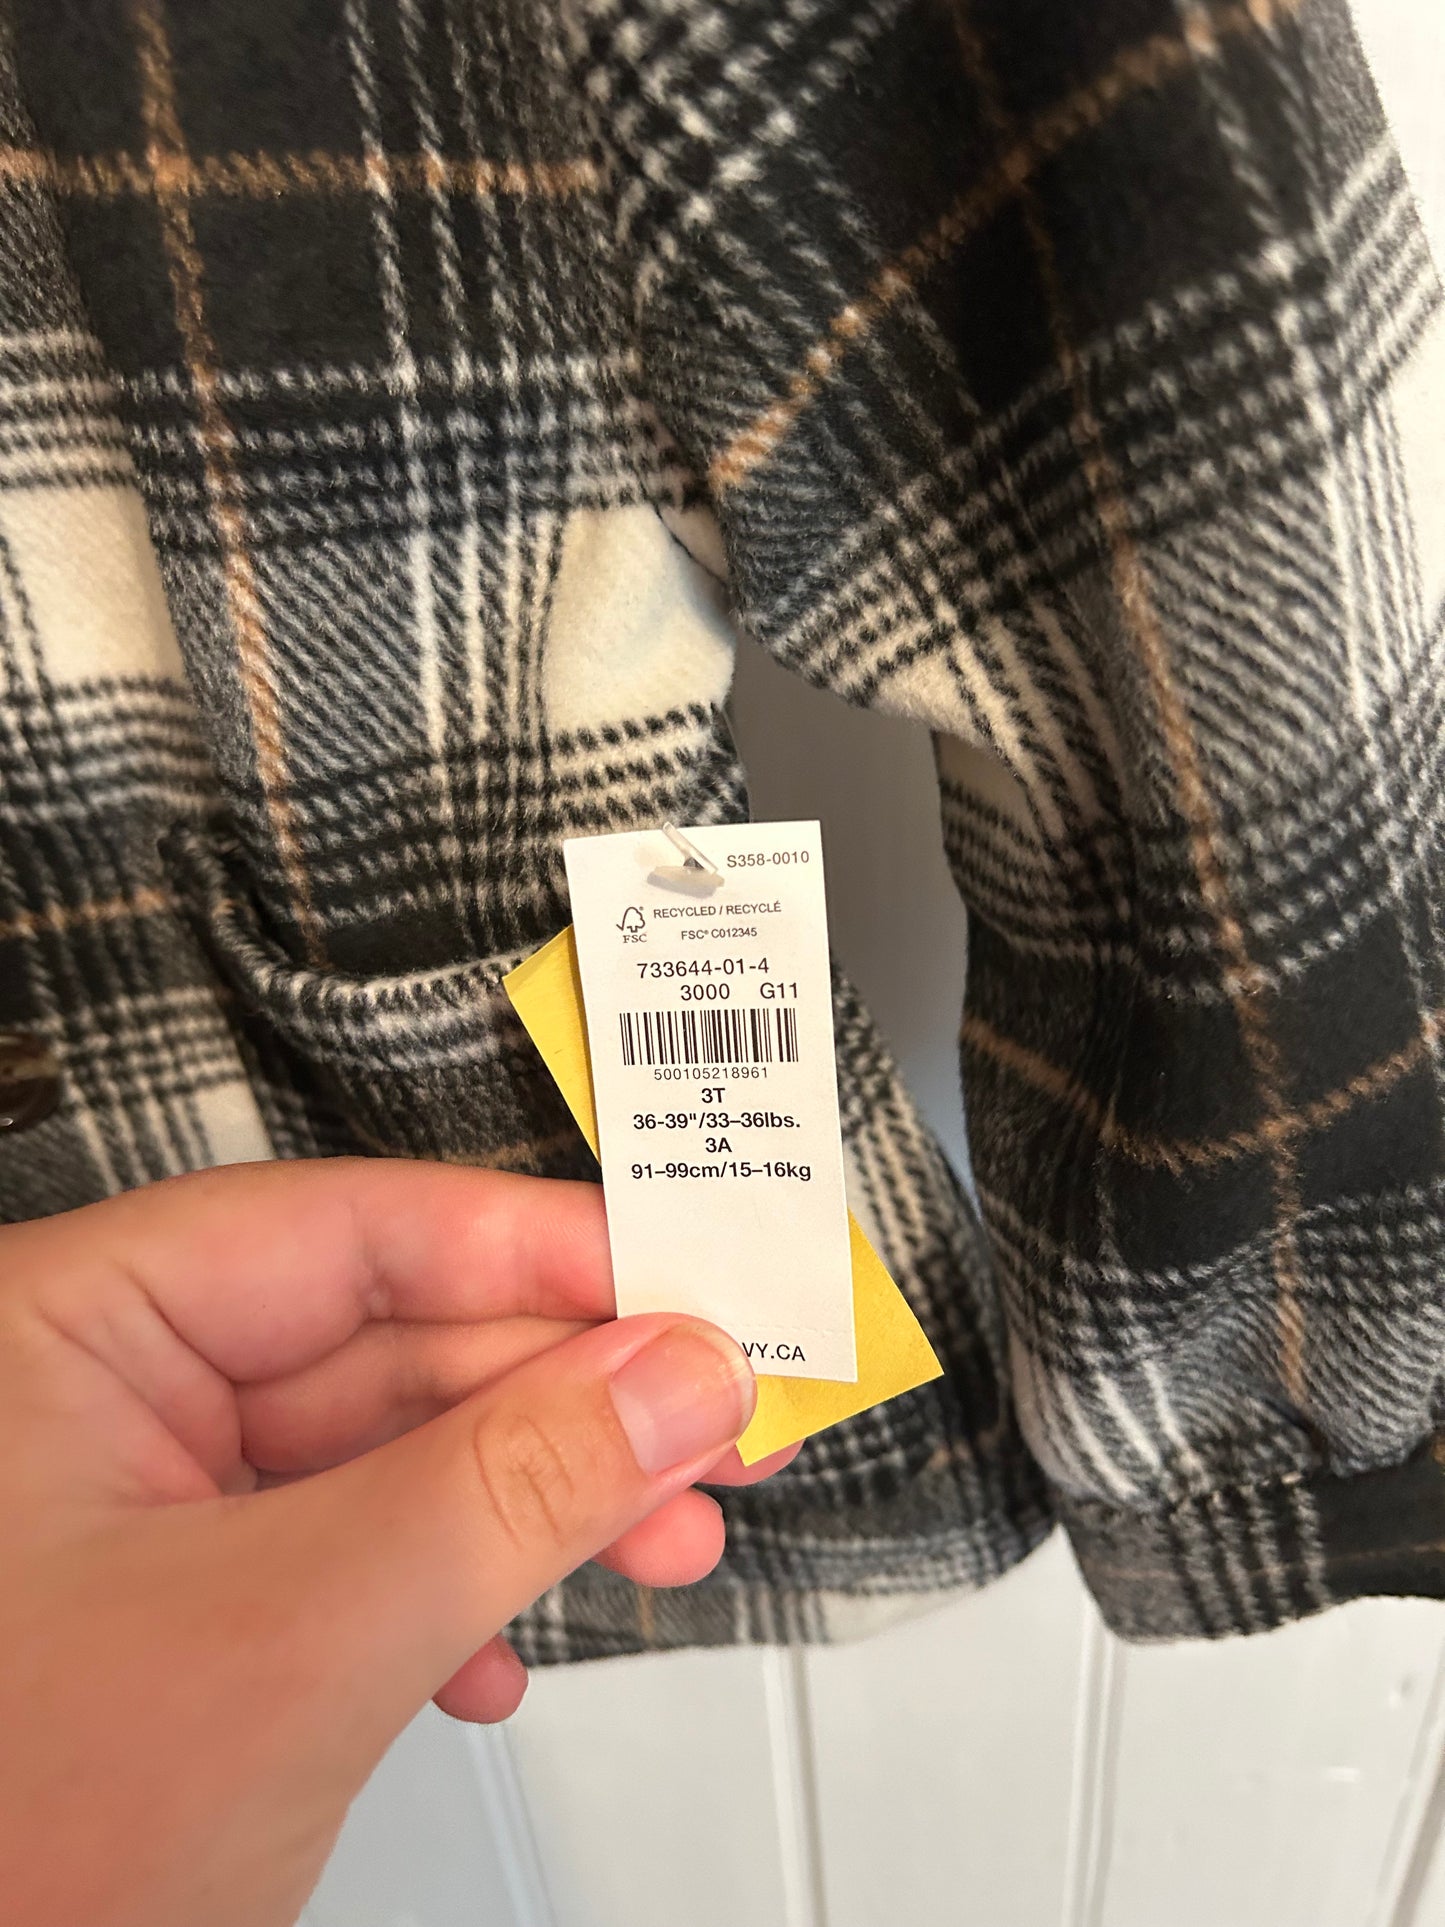 S358-0010
RECYCLED / RECYCLÉ
FSC
FSC® C012345
733644-01-4
3000 G11
500105218961
3T
36-39"/33–36lbs.
3A
91–99cm/15–16kg
VY.CA